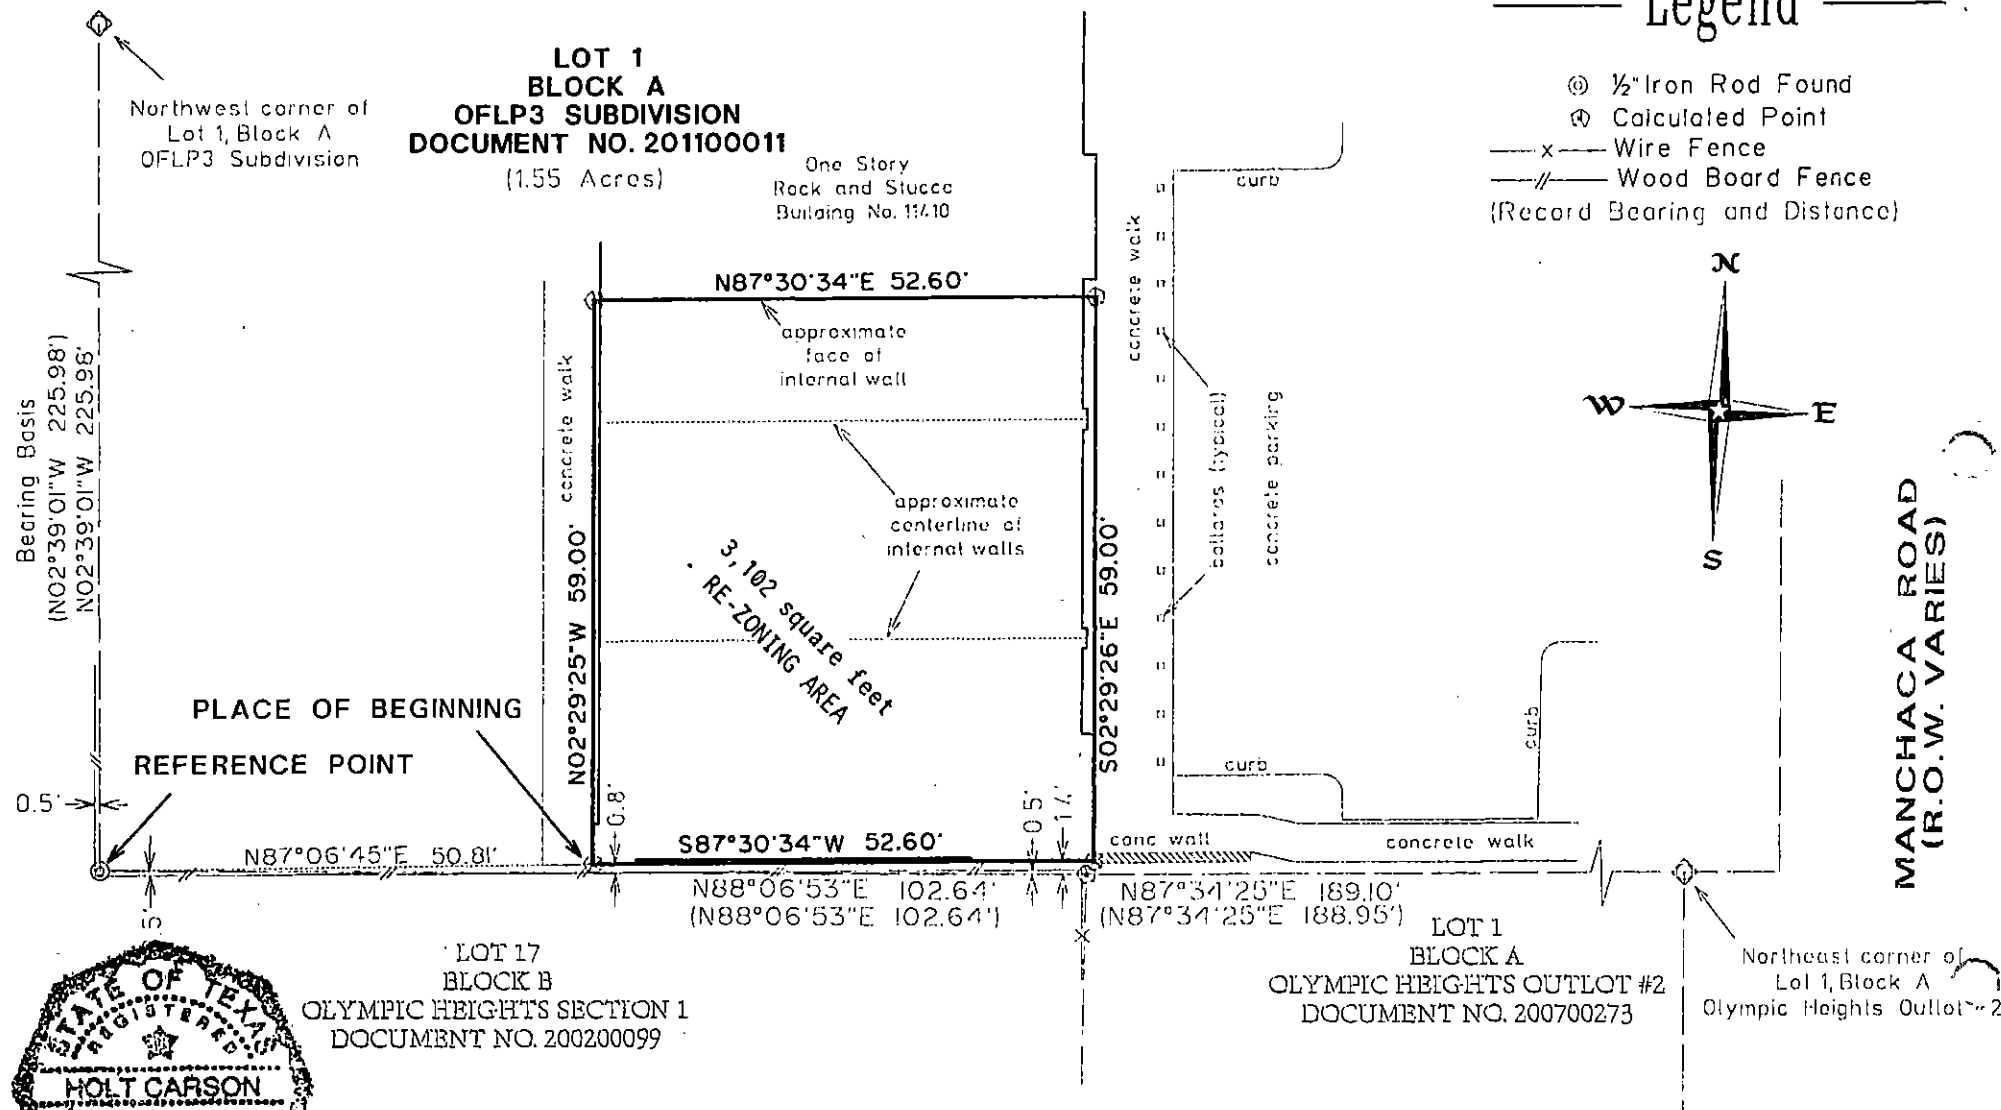 Legend
½" Iron Rod Found
Calculated Point
x Wire Fence
// Wood Board Fence
(Record Bearing and Distance)
Northwest corner of
Lot 1, Block A
OFLP3 Subdivision
LOT 1
BLOCK A
OFLP3 SUBDIVISION
DOCUMENT NO. 201100011
(1.55 Acres)
One Story
Rock and Stucco
Building No. 11410
curb
concrete walk
N87°30'34"E 52.60'
approximate
face of
internal wall
concrete walk
approximate
centerline of
internal walls
Bearing Basis
(N02°39'01"W 225.98')
N02°39'01"W 225.98'
N02°29'25"W 59.00'
3,102 square feet
RE-ZONING AREA
S02°29'26"E 59.00'
bollards (typical)
concrete parking
N
W
E
S
MANCHACA ROAD
(R.O.W. VARIES)
PLACE OF BEGINNING
REFERENCE POINT
0.5'
0.8'
0.5'
1.4'
curb
curb
S87°30'34"W 52.60'
conc wall
concrete walk
N87°06'45"E 50.81'
N88°06'53"E 102.64'
(N88°06'53"E 102.64')
N87°34'25"E 189.10'
(N87°34'25"E 188.95')
LOT 17
BLOCK B
OLYMPIC HEIGHTS SECTION 1
DOCUMENT NO. 200200099
LOT 1
BLOCK A
OLYMPIC HEIGHTS OUTLOT #2
DOCUMENT NO. 200700273
Northeast corner of
Lot 1, Block A
Olympic Heights Outlot 2
STATE OF TEXAS
REGISTERED
HOLT CARSON